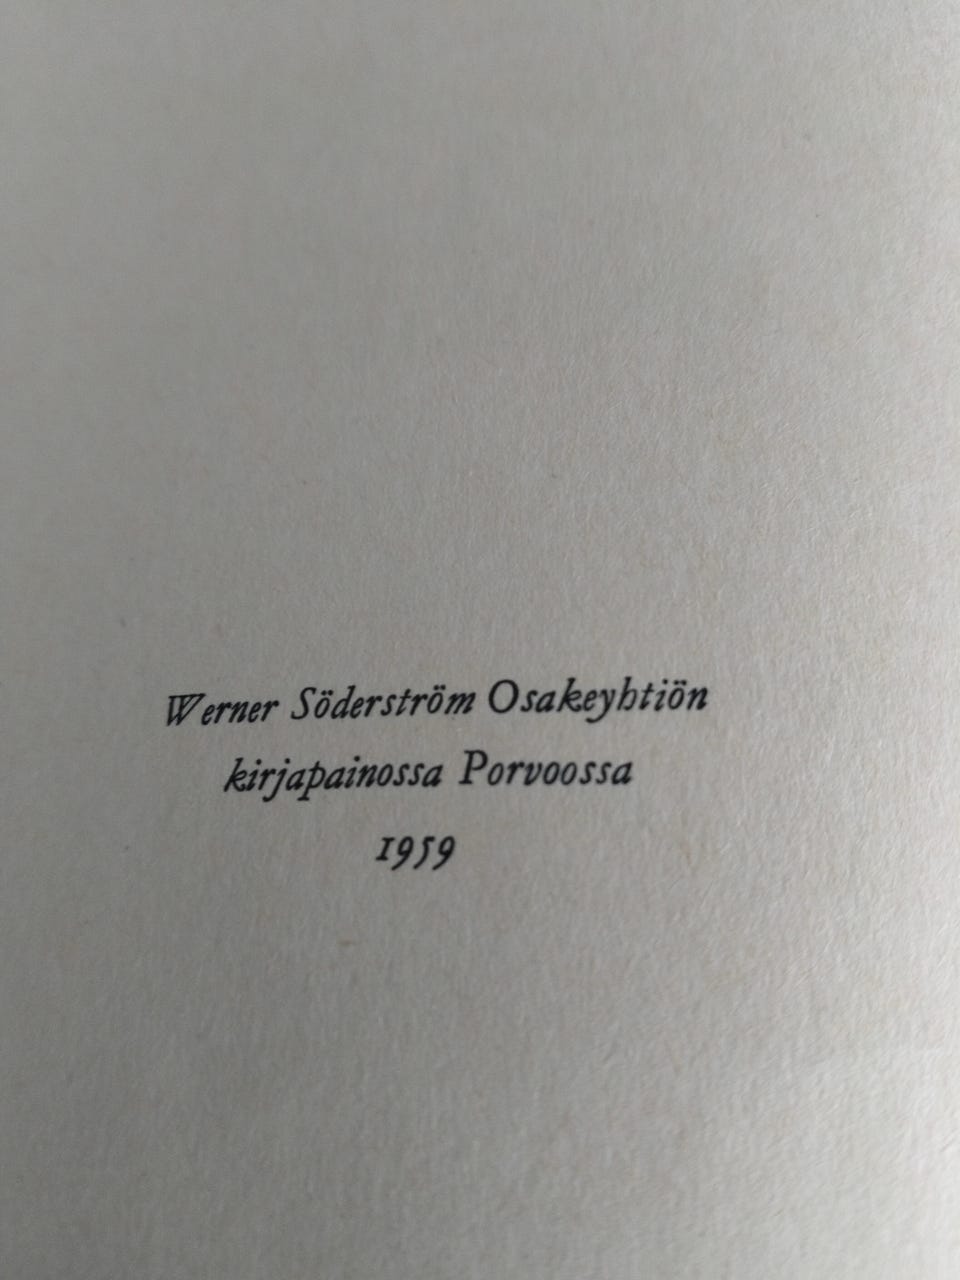 Werner Söderström Osakeyhtiön
kirjapainossa Porvoossa
1959